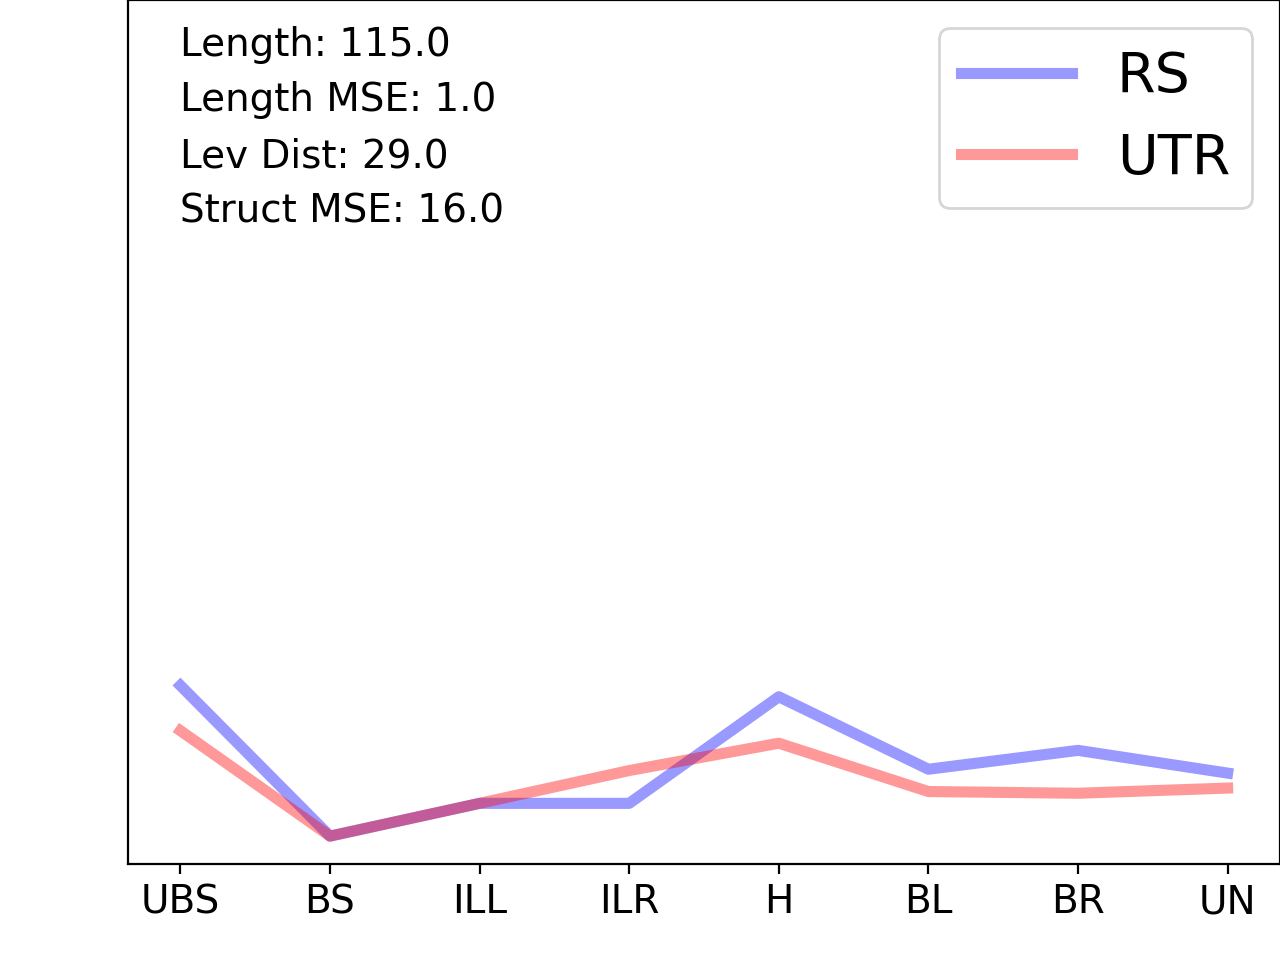 Length: 115.0
Length MSE: 1.0
Lev Dist: 29.0
Struct MSE: 16.0
RS
UTR
UBS BS ILL ILR H BL BR UN